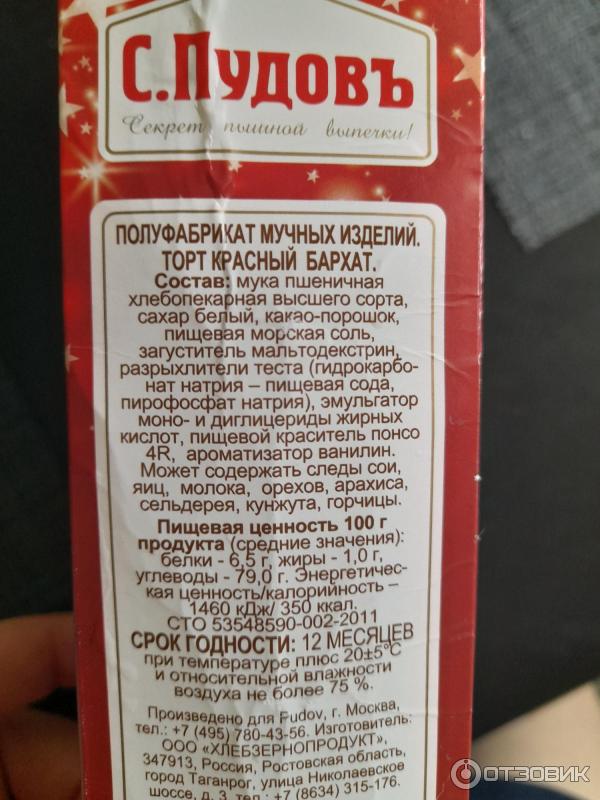 С.Пудовъ
Секрет пышной выпечки!
ПОЛУФАБРИКАТ МУЧНЫХ ИЗДЕЛИЙ.
ТОРТ КРАСНЫЙ БАРХАТ.
Состав: мука пшеничная
хлебопекарная высшего сорта,
сахар белый, какао-порошок,
пищевая морская соль,
загуститель мальтодекстрин,
разрыхлители теста (гидрокарбо-
нат натрия – пищевая сода,
пирофосфат натрия), эмульгатор
моно- и диглицериды жирных
кислот, пищевой краситель понсо
4R, ароматизатор ванилин.
Может содержать следы сои,
яиц, молока, орехов, арахиса,
сельдерея, кунжута, горчицы.
Пищевая ценность 100 г
продукта (средние значения):
белки - 6,5 г, жиры - 1,0 г,
углеводы - 79,0 г. Энергетичес-
кая ценность/калорийность –
1460 кДж/ 350 ккал.
СТО 53548590-002-2011
СРОК ГОДНОСТИ: 12 МЕСЯЦЕВ
при температуре плюс 20±5°С
и относительной влажности
воздуха не более 75 %.
Произведено для Pudov, г. Москва,
тел.: +7 (495) 780-43-56. Изготовитель:
ООО «ХЛЕБЗЕРНОПРОДУКТ»,
347913, Россия, Ростовская область,
город Таганрог, улица Николаевское
шоссе, д. 3, тел.: +7 (8634) 315-176.
ОТЗОВИК